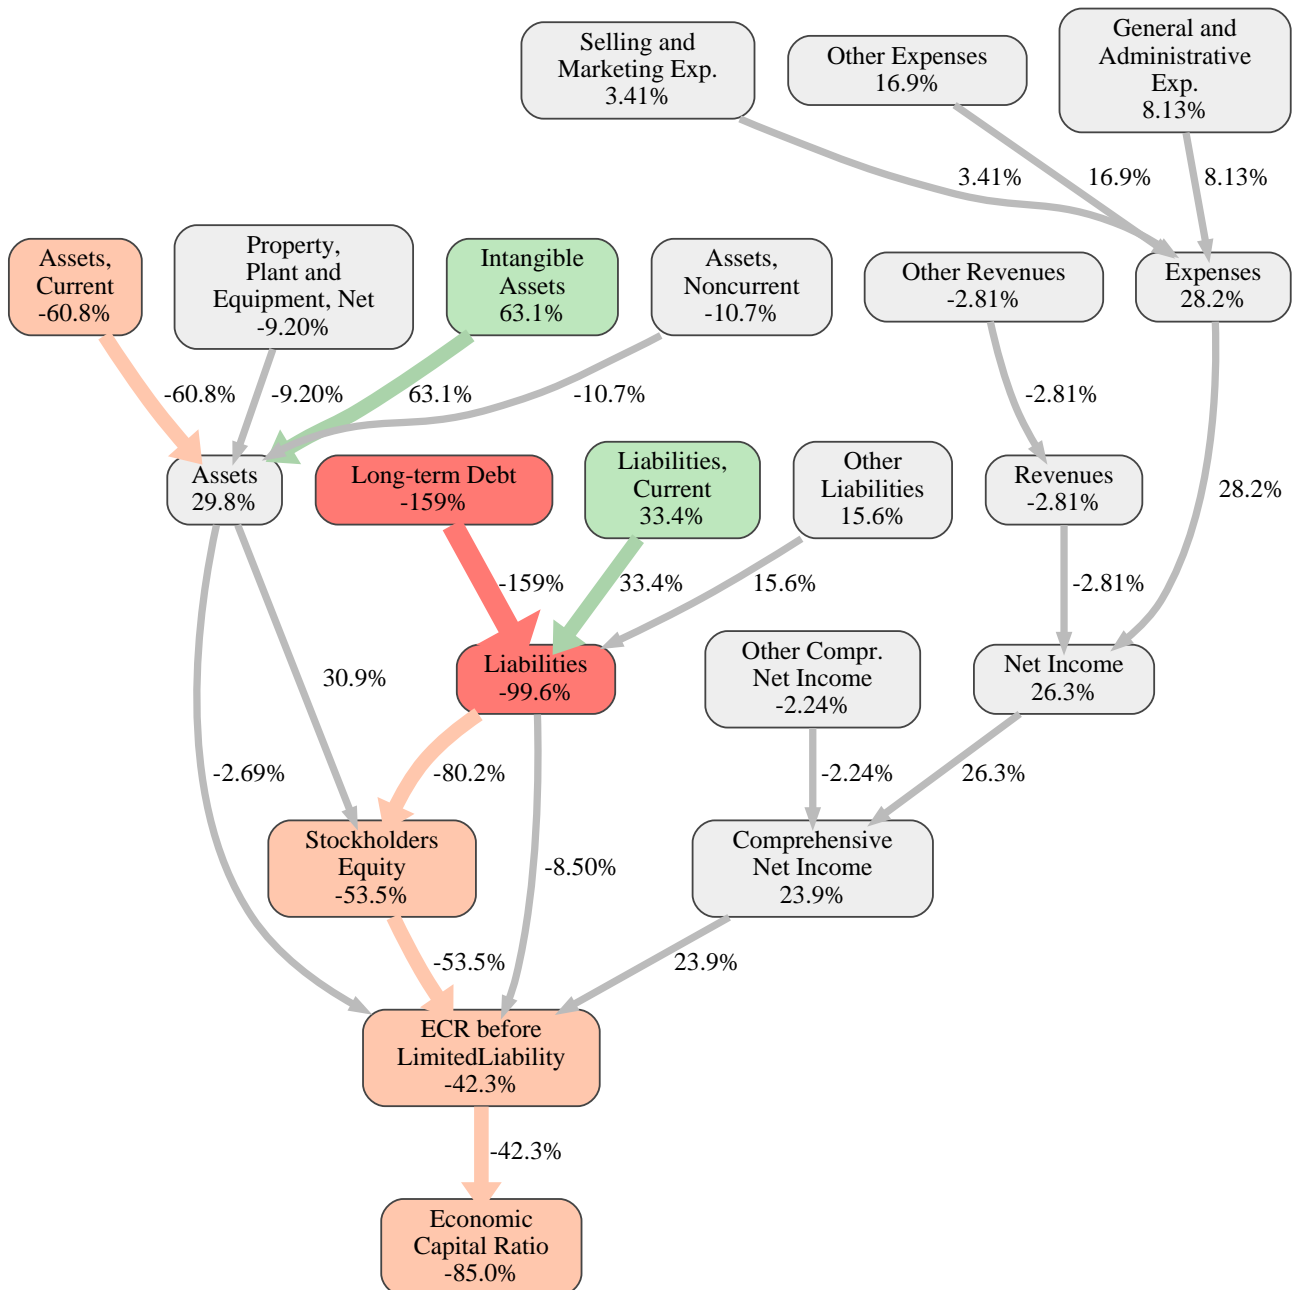 Selling and
Marketing Exp.
3.41%
Other Expenses
16.9%
General and
Administrative
Exp.
8.13%
3.41%
16.9%
8.13%
Assets,
Current
-60.8%
Property,
Plant and
Equipment, Net
-9.20%
Intangible
Assets
63.1%
Assets,
Noncurrent
-10.7%
Other Revenues
-2.81%
Expenses
28.2%
-60.8%
-9.20%
63.1%
-10.7%
-2.81%
28.2%
Assets
29.8%
Long-term Debt
-159%
Liabilities,
Current
33.4%
Other
Liabilities
15.6%
Revenues
-2.81%
-159%
33.4%
15.6%
-2.81%
30.9%
Liabilities
-99.6%
Other Compr.
Net Income
-2.24%
Net Income
26.3%
-2.69%
-80.2%
-2.24%
26.3%
Stockholders
Equity
-53.5%
-8.50%
Comprehensive
Net Income
23.9%
-53.5%
23.9%
ECR before
LimitedLiability
-42.3%
-42.3%
Economic
Capital Ratio
-85.0%